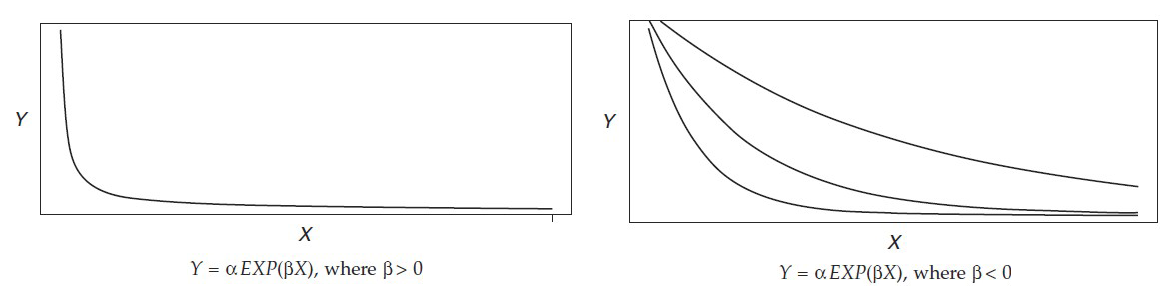 Y
X
Y = α EXP(βX), where β > 0
Y
X
Y = α EXP(βX), where β < 0